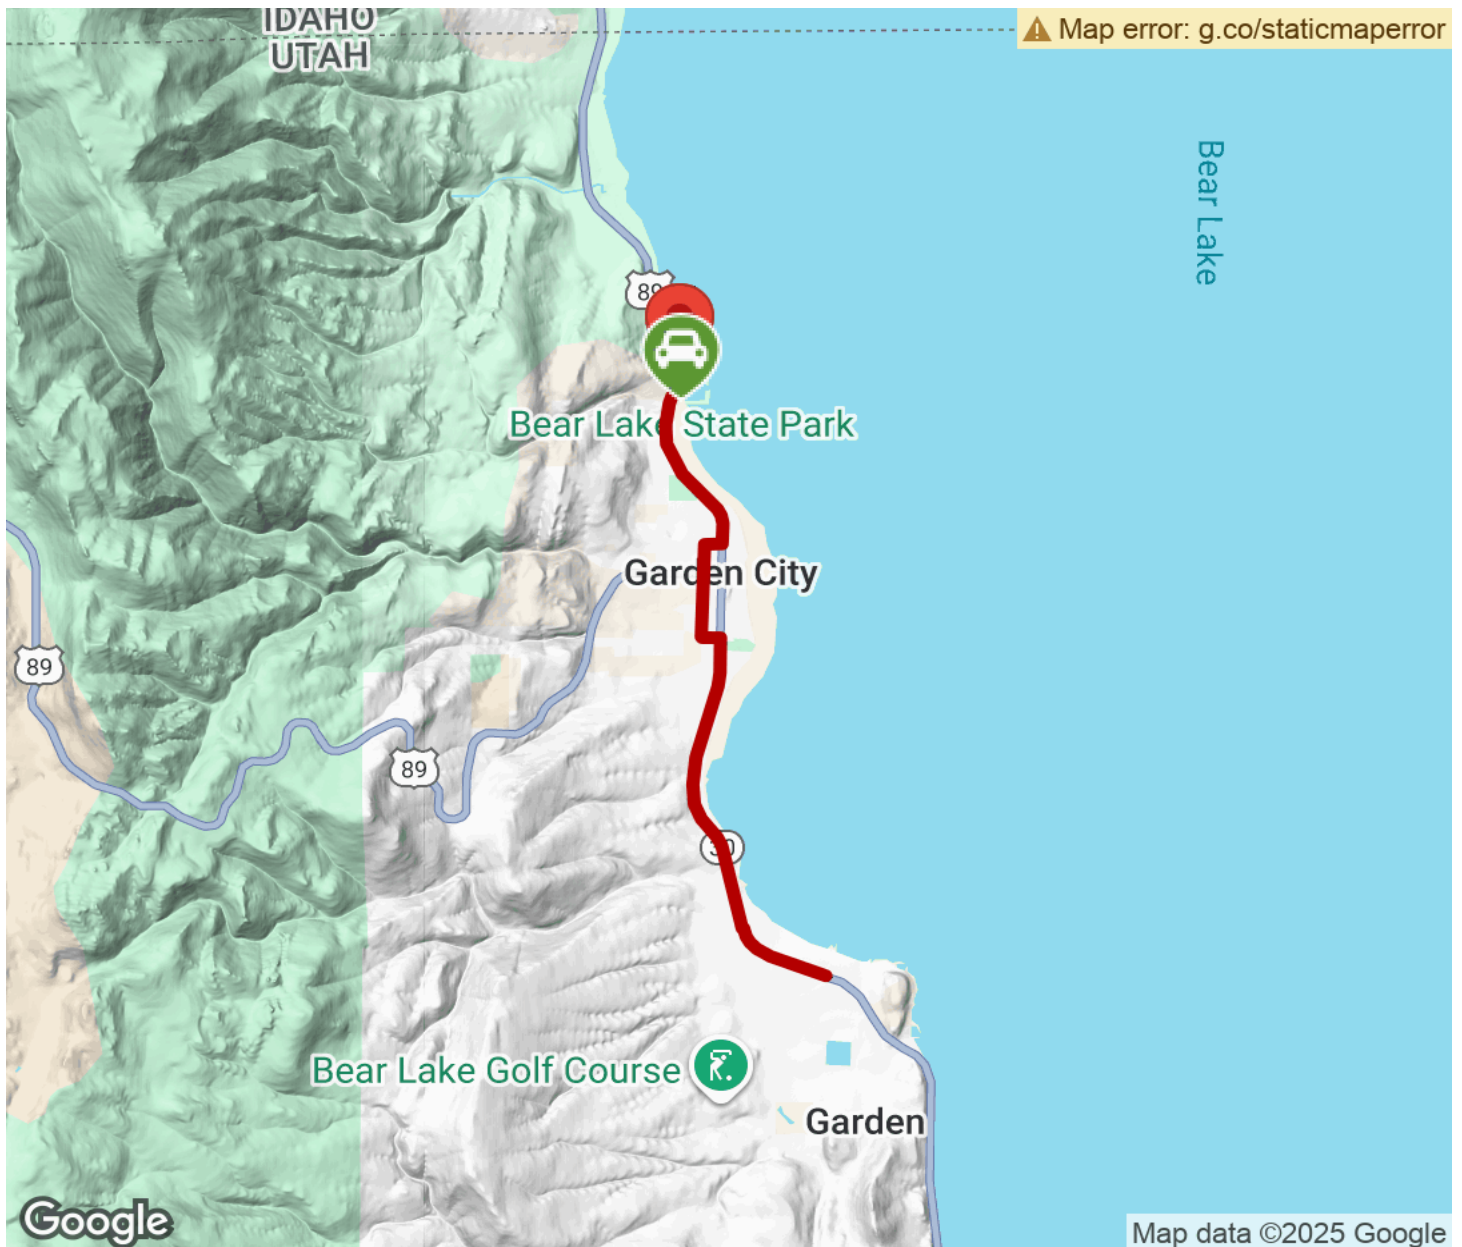 IDAHO
UTAH
Map error: g.co/staticmaperror
Bear Lake
89
Bear Lake State Park
Garden City
89
89
30
Bear Lake Golf Course
Garden
Google
Map data ©2025 Google